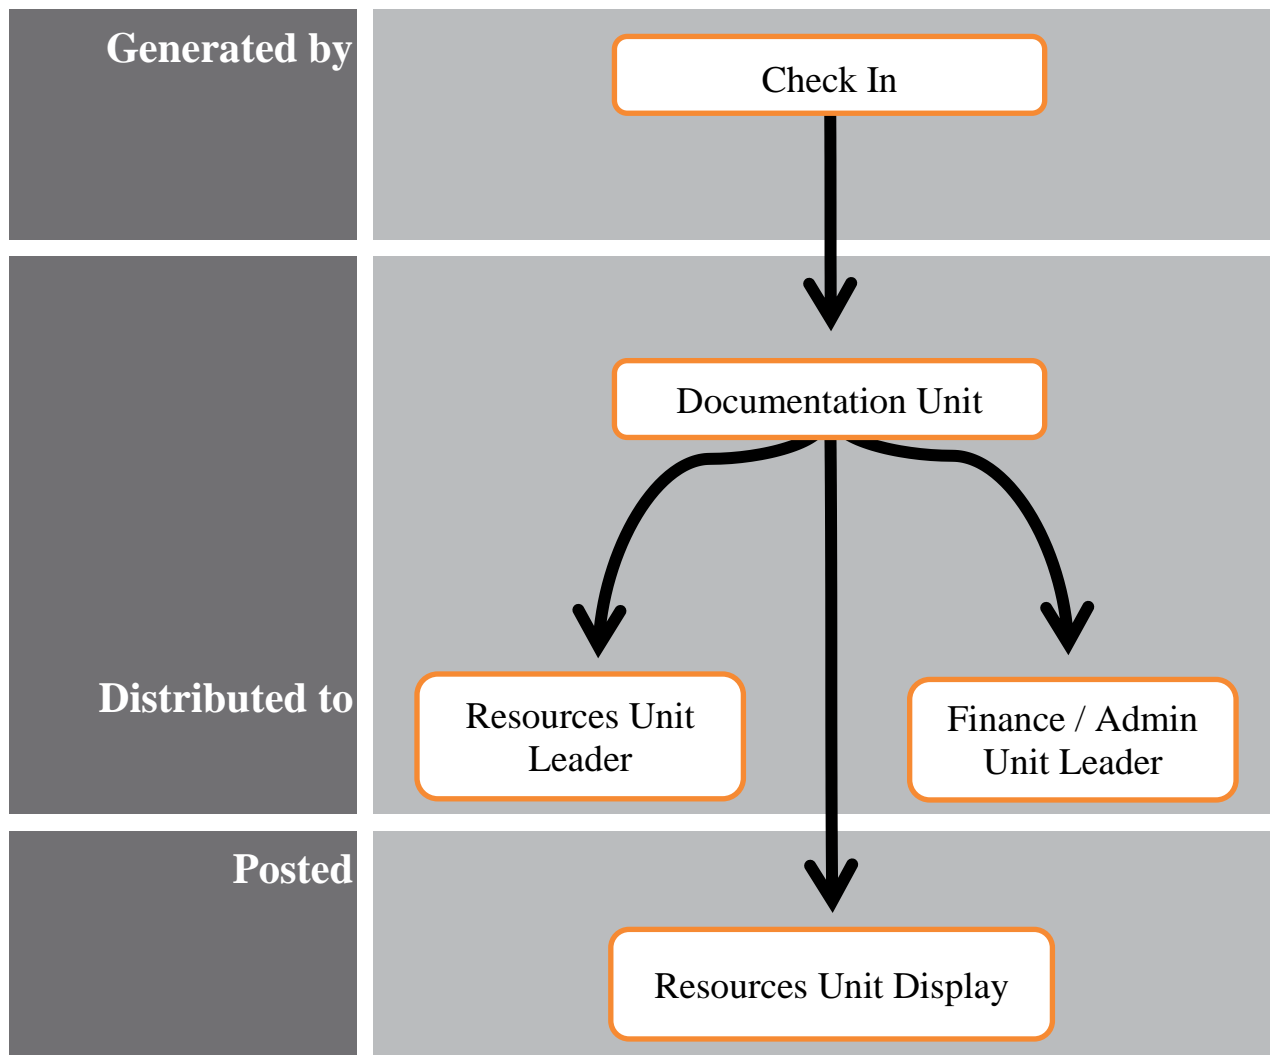 Generated by
Check In
Documentation Unit
Distributed to
Resources Unit
Leader
Finance / Admin
Unit Leader
Posted
Resources Unit Display